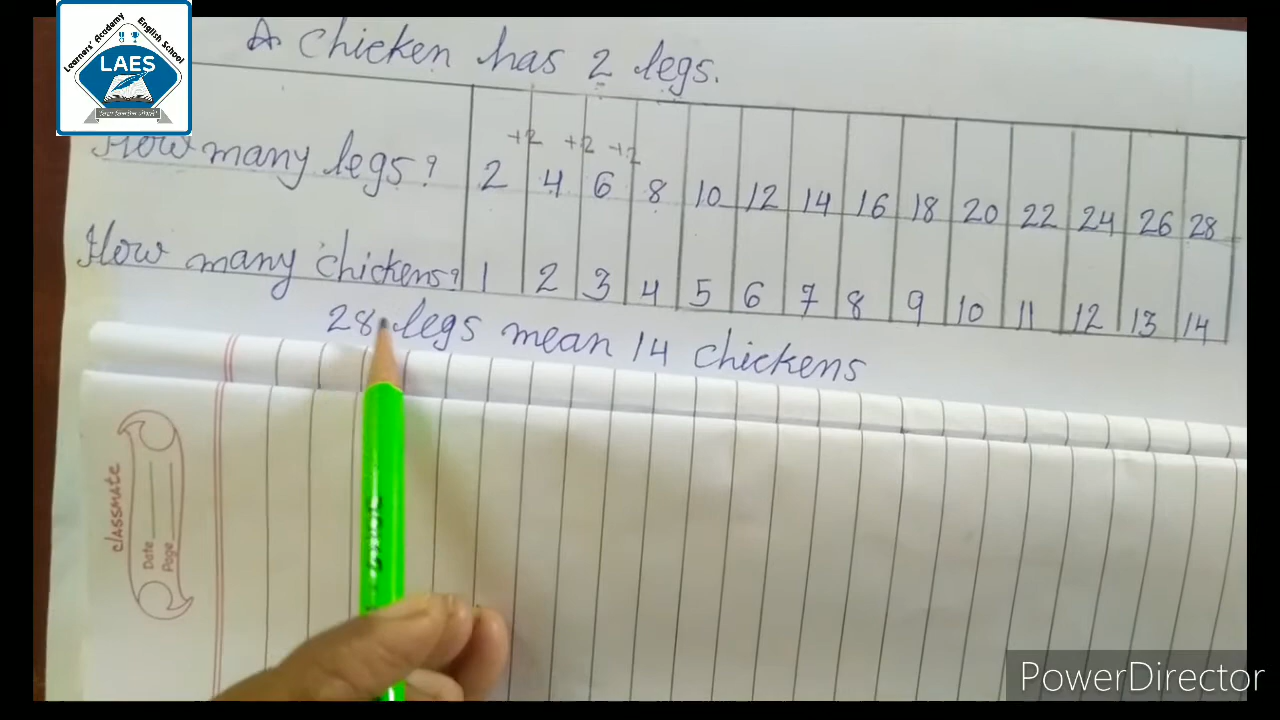 Learners' Academy English School
LAES
A chicken has 2 legs.
+2 +2 +2
How many legs? 2 4 6 8 10 12 14 16 18 20 22 24 26 28
How many chickens? 1 2 3 4 5 6 7 8 9 10 11 12 13 14
28 legs mean 14 chickens
classmate
Date
Page
PowerDirector